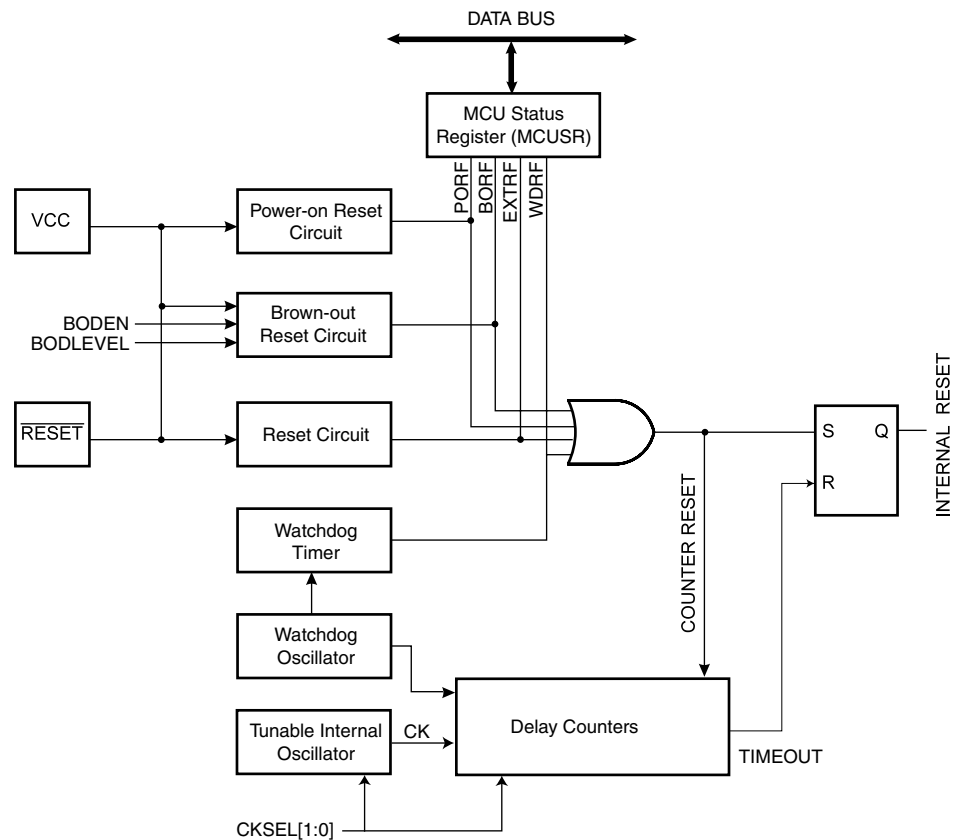 DATA BUS
MCU Status
Register (MCUSR)
PORF
BORF
EXTRF
WDRF
VCC
Power-on Reset
Circuit
BODEN
BODLEVEL
Brown-out
Reset Circuit
RESET
Reset Circuit
S
Q
R
INTERNAL RESET
Watchdog
Timer
COUNTER RESET
Watchdog
Oscillator
Tunable Internal
Oscillator
CK
Delay Counters
TIMEOUT
CKSEL[1:0]